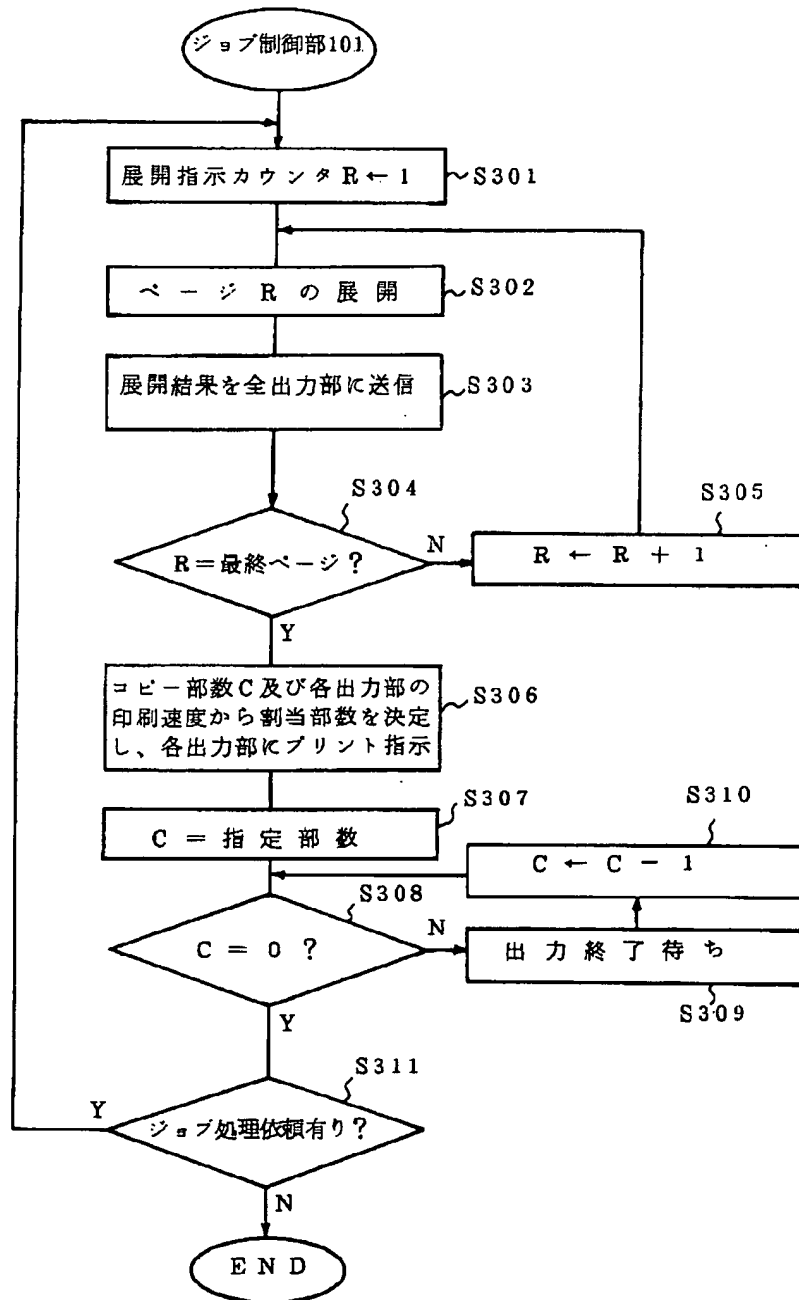 ジョブ制御部101
展開指示カウンタR←1
S301
ページRの展開
S302
展開結果を全出力部に送信
S303
S304
R=最終ページ?
N
S305
R←R+1
Y
コピー部数C及び各出力部の
印刷速度から割当部数を決定
し、各出力部にプリント指示
S306
S307
C=指定部数
S310
C←C-1
S308
C=0?
N
出力終了待ち
S309
Y
S311
Y
ジョブ処理依頼有り?
N
END